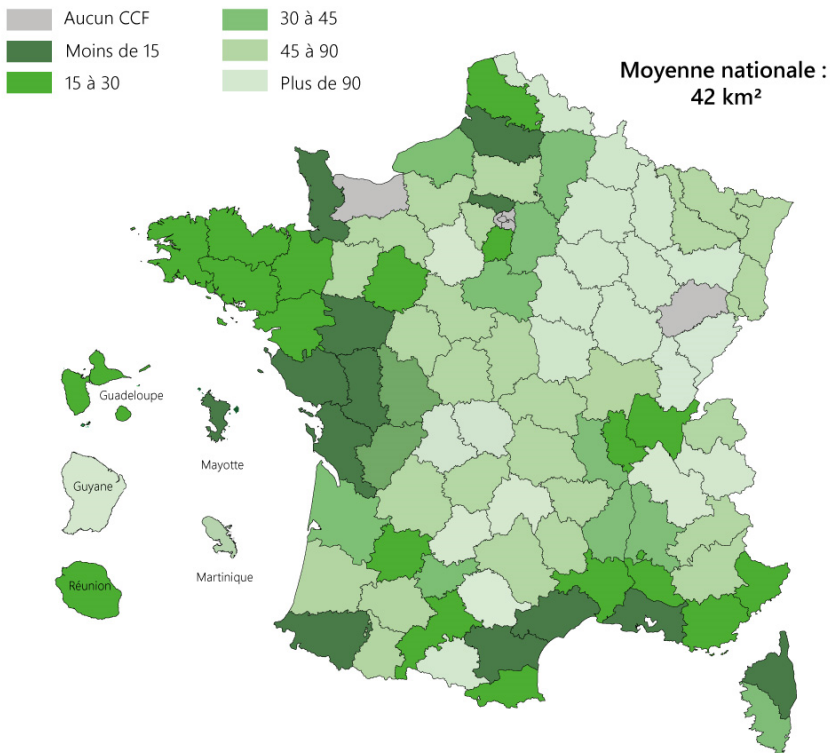 Aucun CCF
Moins de 15
15 à 30
30 à 45
45 à 90
Plus de 90
Moyenne nationale :
42 km²
Guadeloupe
Mayotte
Guyane
Martinique
Réunion